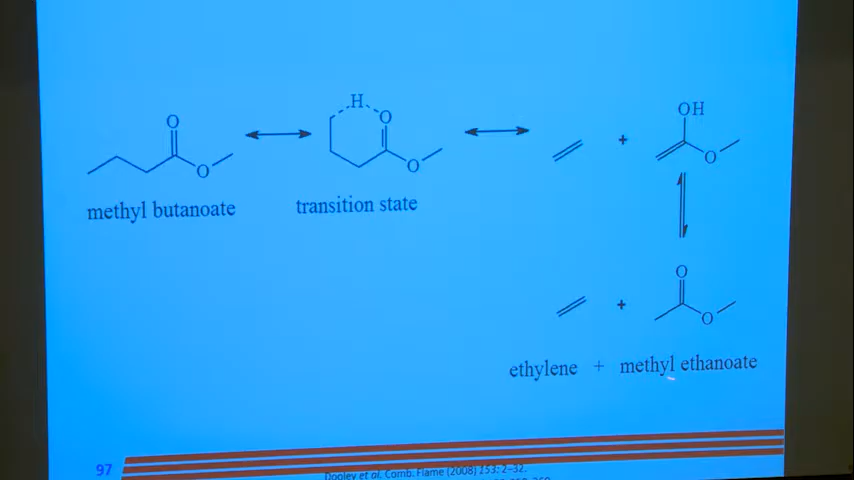 O
O
methyl butanoate
H
O
O
transition state
+
OH
O
+
O
O
ethylene + methyl ethanoate
97
Dooley et al. Comb. Flame (2008) 153: 2-32.